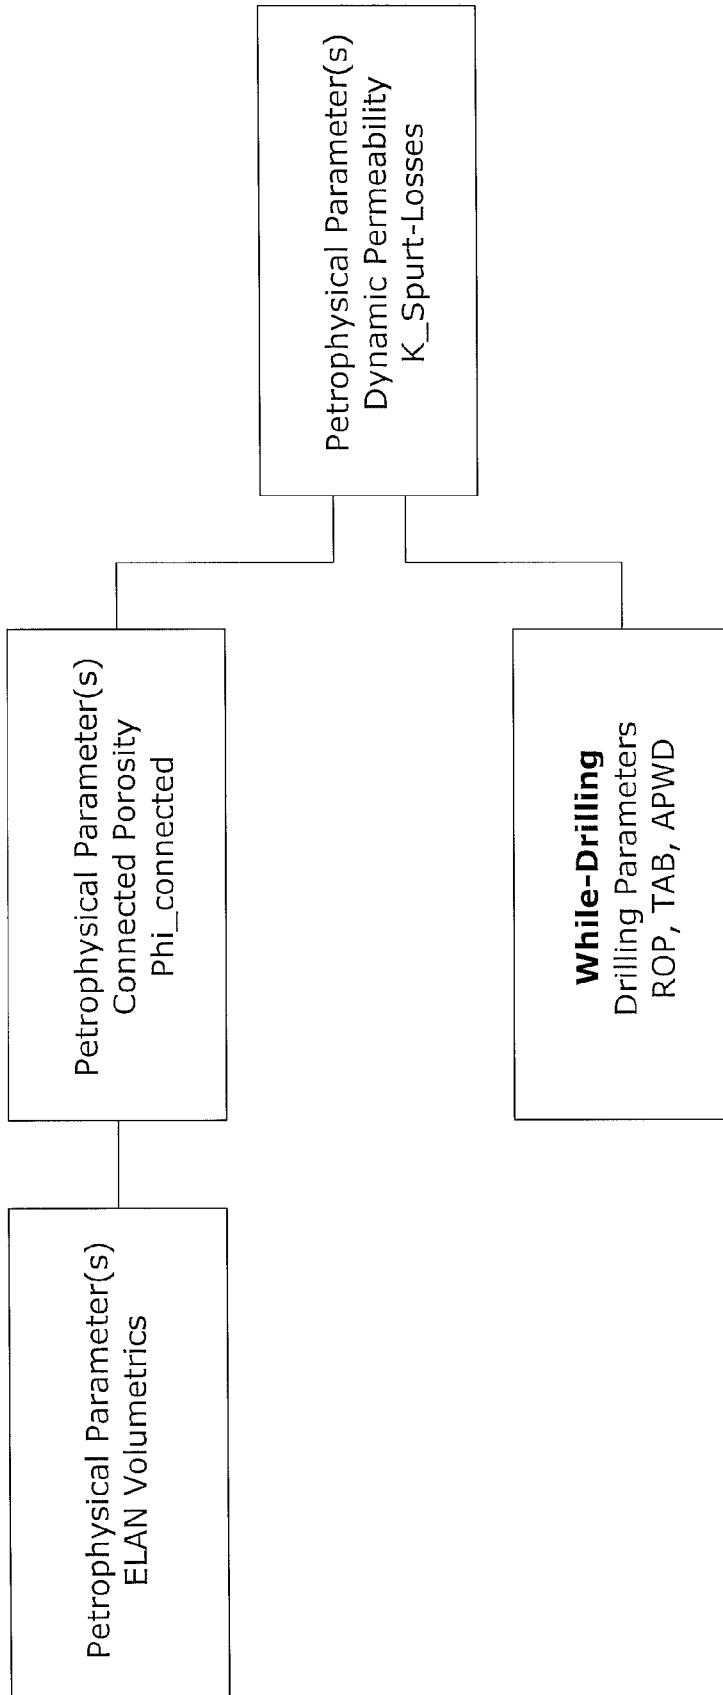 Petrophysical Parameter(s)
ELAN Volumetrics
Petrophysical Parameter(s)
Connected Porosity
Phi_connected
While-Drilling
Drilling Parameters
ROP, TAB, APWD
Petrophysical Parameter(s)
Dynamic Permeability
K_Spurt-Losses